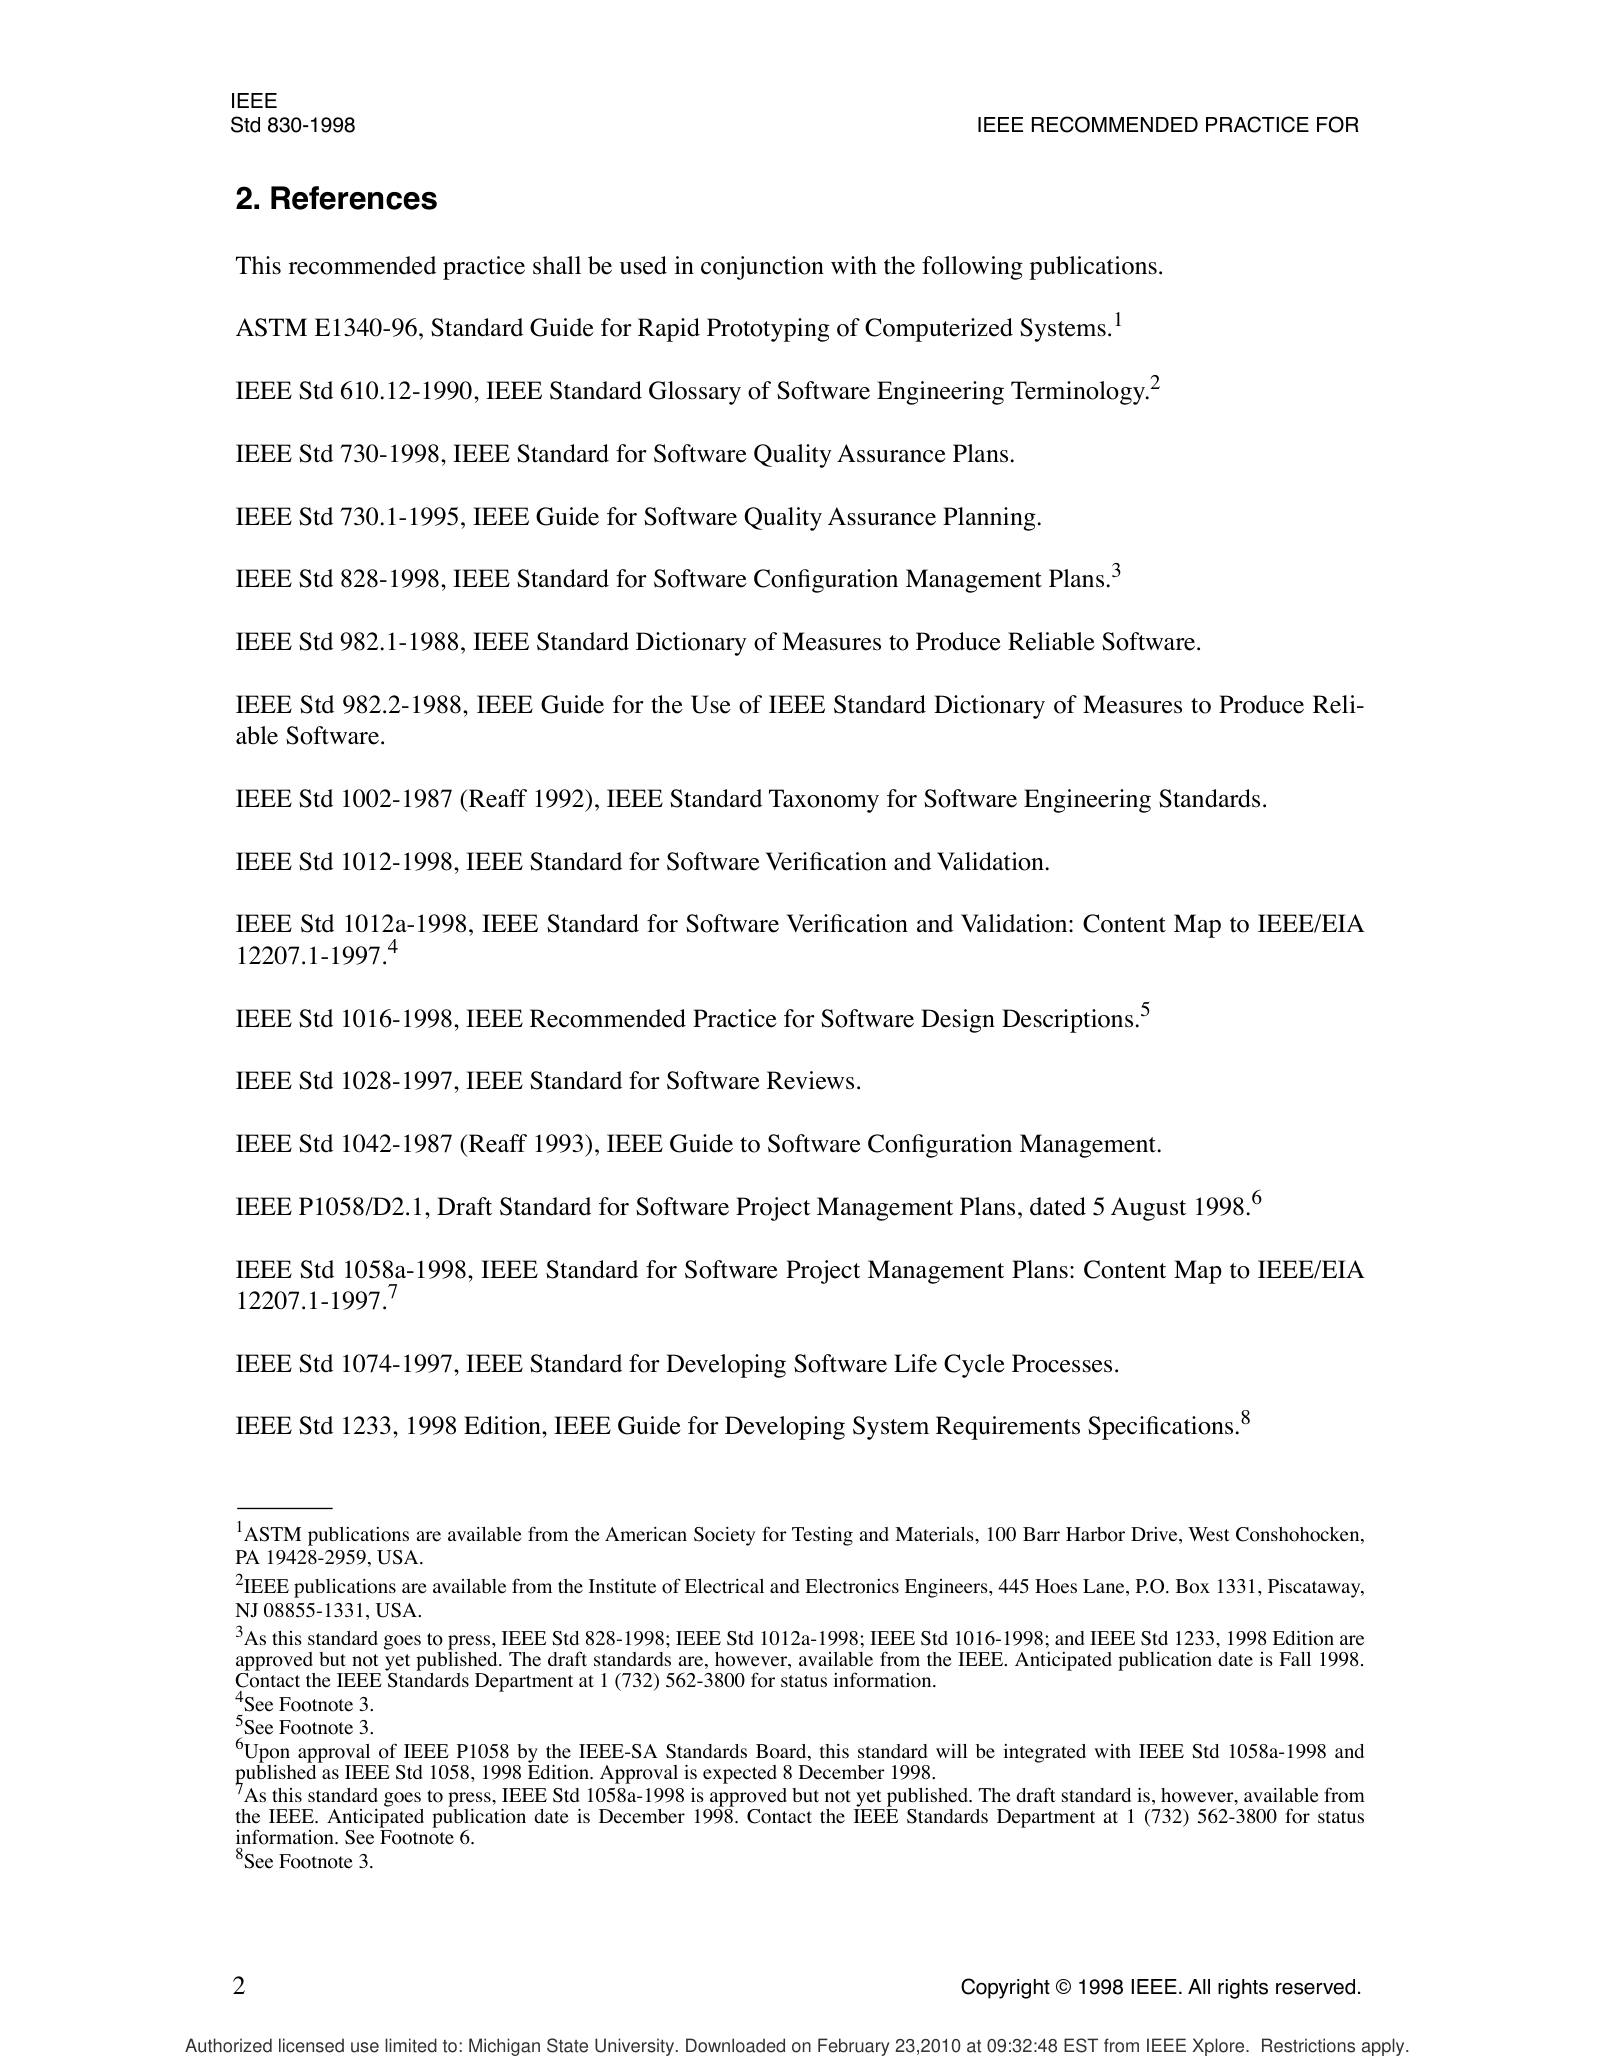 IEEE
Std 830-1998
IEEE RECOMMENDED PRACTICE FOR
2. References
This recommended practice shall be used in conjunction with the following publications.
ASTM E1340-96, Standard Guide for Rapid Prototyping of Computerized Systems.1
IEEE Std 610.12-1990, IEEE Standard Glossary of Software Engineering Terminology.2
IEEE Std 730-1998, IEEE Standard for Software Quality Assurance Plans.
IEEE Std 730.1-1995, IEEE Guide for Software Quality Assurance Planning.
IEEE Std 828-1998, IEEE Standard for Software Configuration Management Plans.3
IEEE Std 982.1-1988, IEEE Standard Dictionary of Measures to Produce Reliable Software.
IEEE Std 982.2-1988, IEEE Guide for the Use of IEEE Standard Dictionary of Measures to Produce Reli-
able Software.
IEEE Std 1002-1987 (Reaff 1992), IEEE Standard Taxonomy for Software Engineering Standards.
IEEE Std 1012-1998, IEEE Standard for Software Verification and Validation.
IEEE Std 1012a-1998, IEEE Standard for Software Verification and Validation: Content Map to IEEE/EIA
12207.1-1997.4
IEEE Std 1016-1998, IEEE Recommended Practice for Software Design Descriptions.5
IEEE Std 1028-1997, IEEE Standard for Software Reviews.
IEEE Std 1042-1987 (Reaff 1993), IEEE Guide to Software Configuration Management.
IEEE P1058/D2.1, Draft Standard for Software Project Management Plans, dated 5 August 1998.6
IEEE Std 1058a-1998, IEEE Standard for Software Project Management Plans: Content Map to IEEE/EIA
12207.1-1997.7
IEEE Std 1074-1997, IEEE Standard for Developing Software Life Cycle Processes.
IEEE Std 1233, 1998 Edition, IEEE Guide for Developing System Requirements Specifications.8
1ASTM publications are available from the American Society for Testing and Materials, 100 Barr Harbor Drive, West Conshohocken,
PA 19428-2959, USA.
2IEEE publications are available from the Institute of Electrical and Electronics Engineers, 445 Hoes Lane, P.O. Box 1331, Piscataway,
NJ 08855-1331, USA.
3As this standard goes to press, IEEE Std 828-1998; IEEE Std 1012a-1998; IEEE Std 1016-1998; and IEEE Std 1233, 1998 Edition are
approved but not yet published. The draft standards are, however, available from the IEEE. Anticipated publication date is Fall 1998.
Contact the IEEE Standards Department at 1 (732) 562-3800 for status information.
4See Footnote 3.
5See Footnote 3.
6Upon approval of IEEE P1058 by the IEEE-SA Standards Board, this standard will be integrated with IEEE Std 1058a-1998 and
published as IEEE Std 1058, 1998 Edition. Approval is expected 8 December 1998.
7As this standard goes to press, IEEE Std 1058a-1998 is approved but not yet published. The draft standard is, however, available from
the IEEE. Anticipated publication date is December 1998. Contact the IEEE Standards Department at 1 (732) 562-3800 for status
information. See Footnote 6.
8See Footnote 3.
2
Copyright © 1998 IEEE. All rights reserved.
Authorized licensed use limited to: Michigan State University. Downloaded on February 23,2010 at 09:32:48 EST from IEEE Xplore. Restrictions apply.